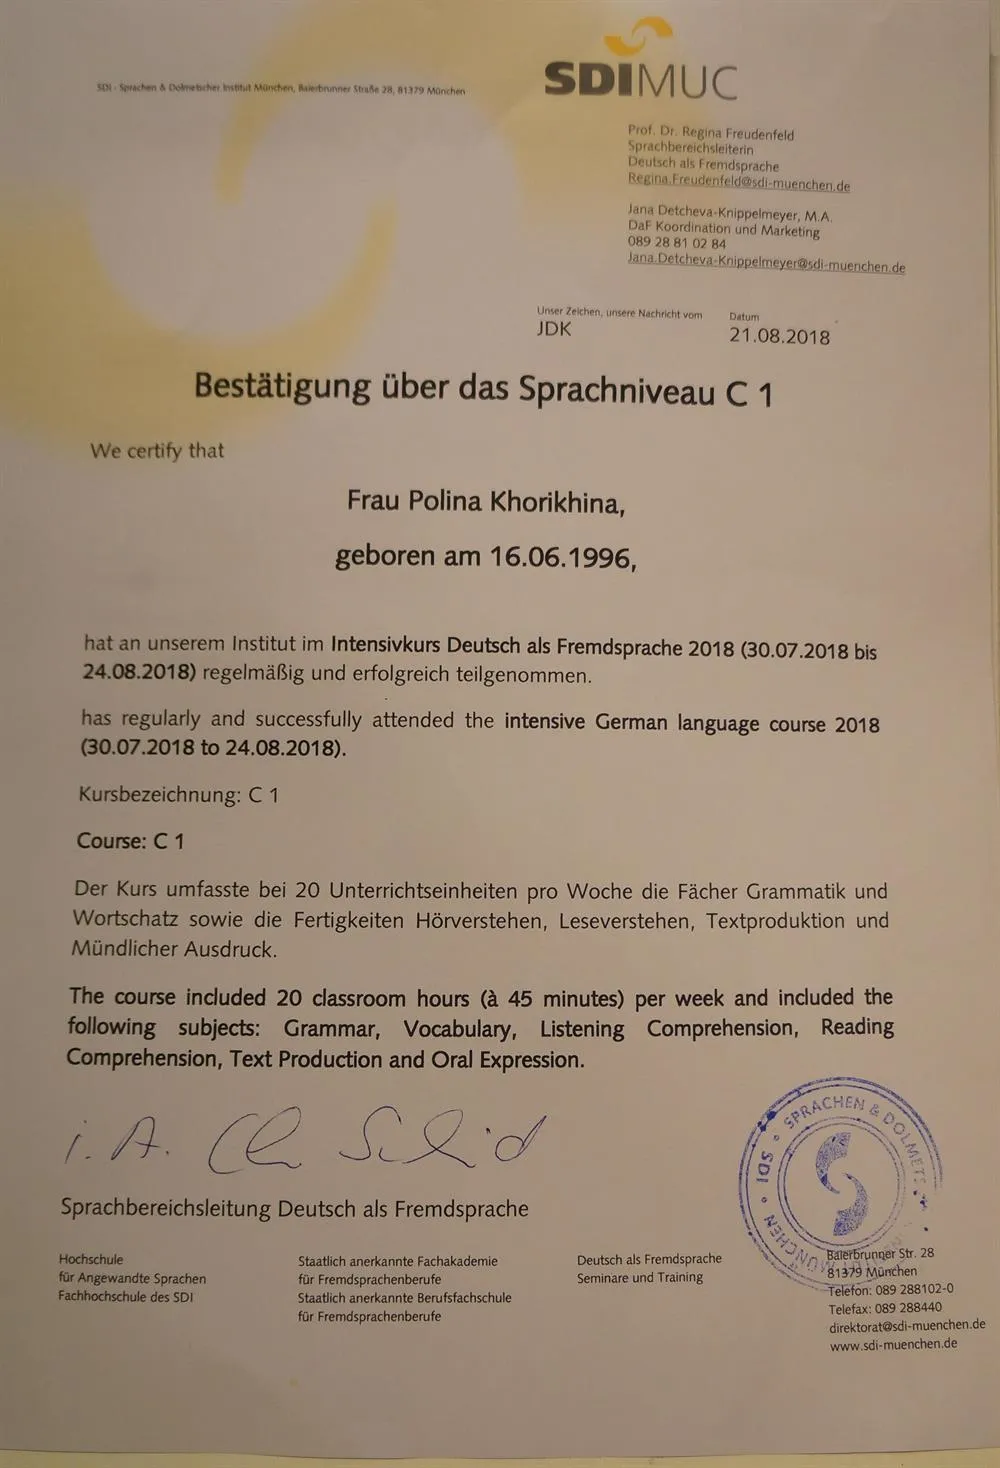 SDI - Sprachen & Dolmetscher Institut München, Baierbrunner Straße 28, 81379 München
SDIMUC
Prof. Dr. Regina Freudenfeld
Sprachbereichsleiterin
Deutsch als Fremdsprache
Regina.Freudenfeld@sdi-muenchen.de
Jana Detcheva-Knippelmeyer, M.A.
DaF Koordination und Marketing
089 28 81 02 84
Jana.Detcheva-Knippelmeyer@sdi-muenchen.de
Unser Zeichen, unsere Nachricht vom
JDK
Datum
21.08.2018
Bestätigung über das Sprachniveau C 1
We certify that
Frau Polina Khorikhina,
geboren am 16.06.1996,
hat an unserem Institut im Intensivkurs Deutsch als Fremdsprache 2018 (30.07.2018 bis
24.08.2018) regelmäßig und erfolgreich teilgenommen.
has regularly and successfully attended the intensive German language course 2018
(30.07.2018 to 24.08.2018).
Kursbezeichnung: C 1
Course: C 1
Der Kurs umfasste bei 20 Unterrichtseinheiten pro Woche die Fächer Grammatik und
Wortschatz sowie die Fertigkeiten Hörverstehen, Leseverstehen, Textproduktion und
Mündlicher Ausdruck.
The course included 20 classroom hours (à 45 minutes) per week and included the
following subjects: Grammar, Vocabulary, Listening Comprehension, Reading
Comprehension, Text Production and Oral Expression.
i. A.
Sprachbereichsleitung Deutsch als Fremdsprache
SDI ∘ SPRACHEN & DOLMETS
MÜNCHEN
Hochschule
für Angewandte Sprachen
Fachhochschule des SDI
Staatlich anerkannte Fachakademie
für Fremdsprachenberufe
Staatlich anerkannte Berufsfachschule
für Fremdsprachenberufe
Deutsch als Fremdsprache
Seminare und Training
Baierbrunner Str. 28
81379 München
Telefon: 089 288102-0
Telefax: 089 288440
direktorat@sdi-muenchen.de
www.sdi-muenchen.de